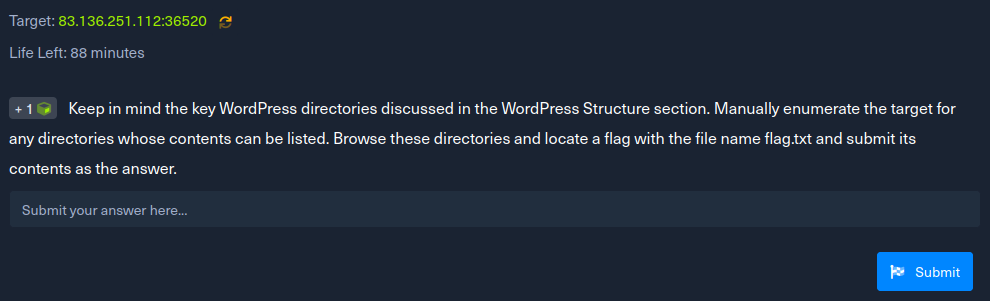 Target: 83.136.251.112:36520
Life Left: 88 minutes
+ 1 Keep in mind the key WordPress directories discussed in the WordPress Structure section. Manually enumerate the target for
any directories whose contents can be listed. Browse these directories and locate a flag with the file name flag.txt and submit its
contents as the answer.
Submit your answer here...
Submit